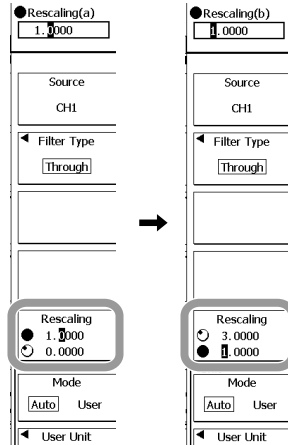 Rescaling(a)
1.0000
Source
CH1
Filter Type
Through
Rescaling
1.0000
0.0000
Mode
Auto User
User Unit
Rescaling(b)
1.0000
Source
CH1
Filter Type
Through
Rescaling
3.0000
1.0000
Mode
Auto User
User Unit